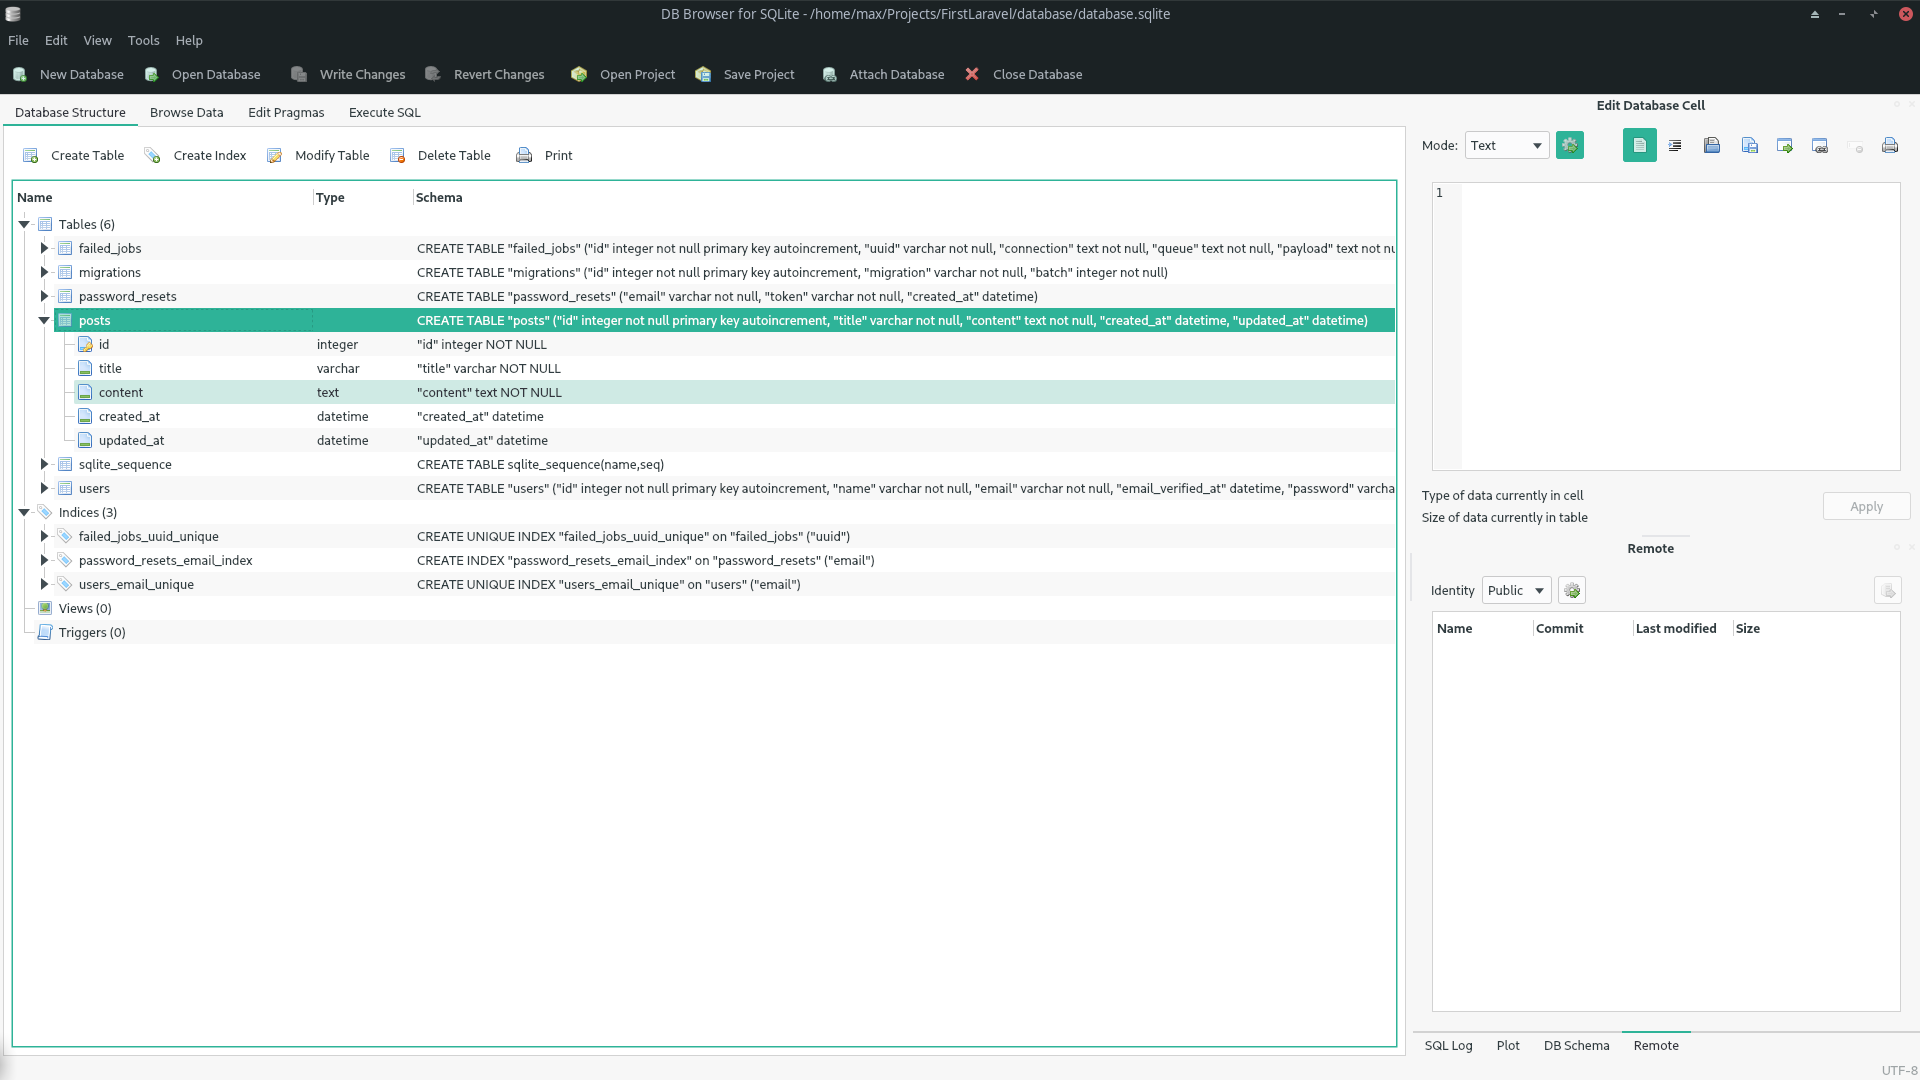 DB Browser for SQLite - /home/max/Projects/FirstLaravel/database/database.sqlite
File Edit View Tools Help
New Database Open Database Write Changes Revert Changes Open Project Save Project Attach Database Close Database
Database Structure Browse Data Edit Pragmas Execute SQL
Create Table Create Index Modify Table Delete Table Print
Name Type Schema
Tables (6)
failed_jobs CREATE TABLE "failed_jobs" ("id" integer not null primary key autoincrement, "uuid" varchar not null, "connection" text not null, "queue" text not null, "payload" text not nu
migrations CREATE TABLE "migrations" ("id" integer not null primary key autoincrement, "migration" varchar not null, "batch" integer not null)
password_resets CREATE TABLE "password_resets" ("email" varchar not null, "token" varchar not null, "created_at" datetime)
posts CREATE TABLE "posts" ("id" integer not null primary key autoincrement, "title" varchar not null, "content" text not null, "created_at" datetime, "updated_at" datetime)
id integer "id" integer NOT NULL
title varchar "title" varchar NOT NULL
content text "content" text NOT NULL
created_at datetime "created_at" datetime
updated_at datetime "updated_at" datetime
sqlite_sequence CREATE TABLE sqlite_sequence(name,seq)
users CREATE TABLE "users" ("id" integer not null primary key autoincrement, "name" varchar not null, "email" varchar not null, "email_verified_at" datetime, "password" varcha
Indices (3)
failed_jobs_uuid_unique CREATE UNIQUE INDEX "failed_jobs_uuid_unique" on "failed_jobs" ("uuid")
password_resets_email_index CREATE INDEX "password_resets_email_index" on "password_resets" ("email")
users_email_unique CREATE UNIQUE INDEX "users_email_unique" on "users" ("email")
Views (0)
Triggers (0)
Edit Database Cell
Mode: Text
1
Type of data currently in cell
Size of data currently in table
Apply
Remote
Identity Public
Name Commit Last modified Size
SQL Log Plot DB Schema Remote
UTF-8